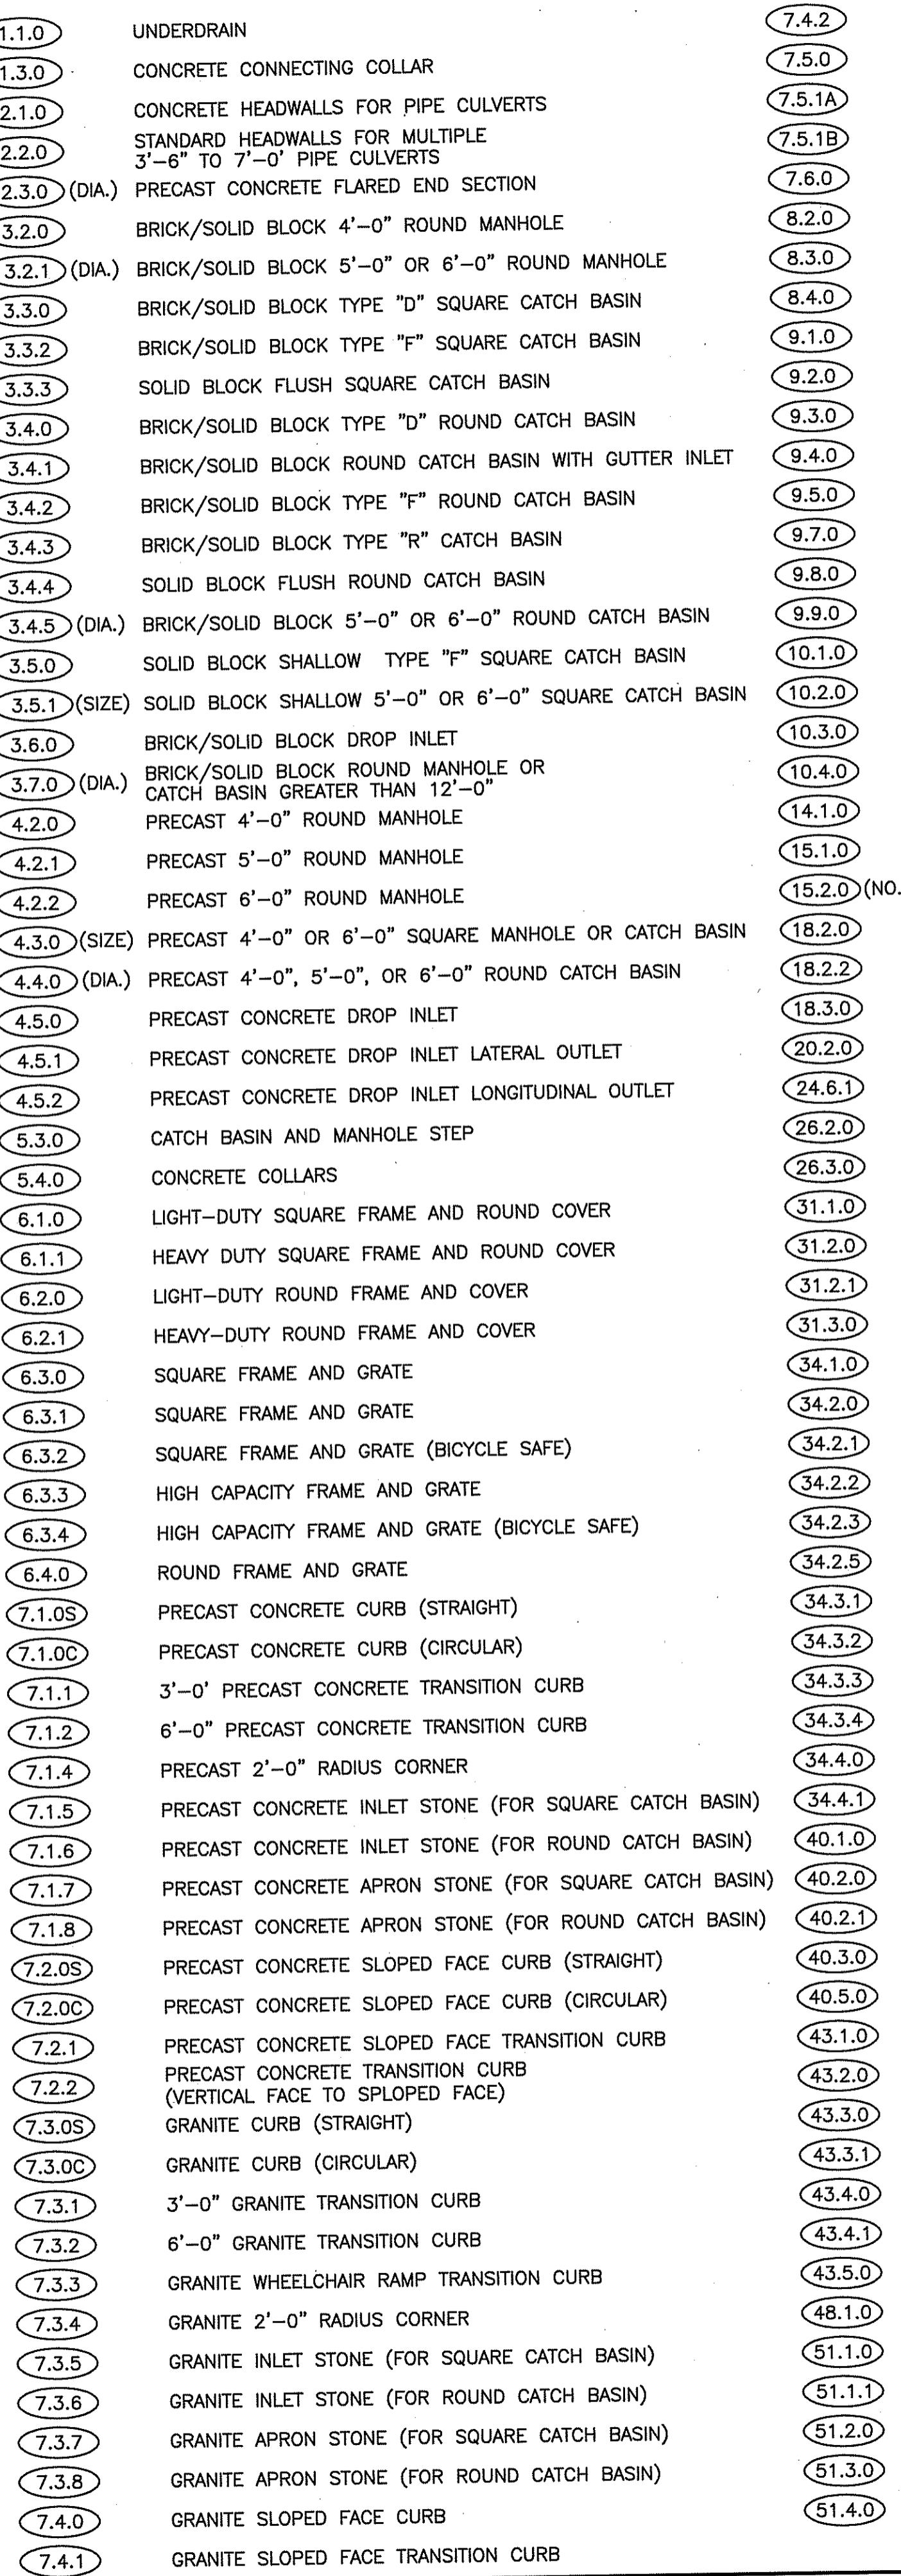 1.1.0 UNDERDRAIN 7.4.2
1.3.0 CONCRETE CONNECTING COLLAR 7.5.0
2.1.0 CONCRETE HEADWALLS FOR PIPE CULVERTS 7.5.1A
2.2.0 STANDARD HEADWALLS FOR MULTIPLE 7.5.1B
3'-6" TO 7'-0' PIPE CULVERTS
2.3.0 (DIA.) PRECAST CONCRETE FLARED END SECTION 7.6.0
3.2.0 BRICK/SOLID BLOCK 4'-0" ROUND MANHOLE 8.2.0
3.2.1 (DIA.) BRICK/SOLID BLOCK 5'-0" OR 6'-0" ROUND MANHOLE 8.3.0
3.3.0 BRICK/SOLID BLOCK TYPE "D" SQUARE CATCH BASIN 8.4.0
3.3.2 BRICK/SOLID BLOCK TYPE "F" SQUARE CATCH BASIN 9.1.0
3.3.3 SOLID BLOCK FLUSH SQUARE CATCH BASIN 9.2.0
3.4.0 BRICK/SOLID BLOCK TYPE "D" ROUND CATCH BASIN 9.3.0
3.4.1 BRICK/SOLID BLOCK ROUND CATCH BASIN WITH GUTTER INLET 9.4.0
3.4.2 BRICK/SOLID BLOCK TYPE "F" ROUND CATCH BASIN 9.5.0
3.4.3 BRICK/SOLID BLOCK TYPE "R" CATCH BASIN 9.7.0
3.4.4 SOLID BLOCK FLUSH ROUND CATCH BASIN 9.8.0
3.4.5 (DIA.) BRICK/SOLID BLOCK 5'-0" OR 6'-0" ROUND CATCH BASIN 9.9.0
3.5.0 SOLID BLOCK SHALLOW TYPE "F" SQUARE CATCH BASIN 10.1.0
3.5.1 (SIZE) SOLID BLOCK SHALLOW 5'-0" OR 6'-0" SQUARE CATCH BASIN 10.2.0
3.6.0 BRICK/SOLID BLOCK DROP INLET 10.3.0
3.7.0 (DIA.) BRICK/SOLID BLOCK ROUND MANHOLE OR 10.4.0
CATCH BASIN GREATER THAN 12'-0"
4.2.0 PRECAST 4'-0" ROUND MANHOLE 14.1.0
4.2.1 PRECAST 5'-0" ROUND MANHOLE 15.1.0
4.2.2 PRECAST 6'-0" ROUND MANHOLE 15.2.0 (NO.
4.3.0 (SIZE) PRECAST 4'-0" OR 6'-0" SQUARE MANHOLE OR CATCH BASIN 18.2.0
4.4.0 (DIA.) PRECAST 4'-0", 5'-0", OR 6'-0" ROUND CATCH BASIN 18.2.2
4.5.0 PRECAST CONCRETE DROP INLET 18.3.0
4.5.1 PRECAST CONCRETE DROP INLET LATERAL OUTLET 20.2.0
4.5.2 PRECAST CONCRETE DROP INLET LONGITUDINAL OUTLET 24.6.1
5.3.0 CATCH BASIN AND MANHOLE STEP 26.2.0
5.4.0 CONCRETE COLLARS 26.3.0
6.1.0 LIGHT-DUTY SQUARE FRAME AND ROUND COVER 31.1.0
6.1.1 HEAVY DUTY SQUARE FRAME AND ROUND COVER 31.2.0
6.2.0 LIGHT-DUTY ROUND FRAME AND COVER 31.2.1
6.2.1 HEAVY-DUTY ROUND FRAME AND COVER 31.3.0
6.3.0 SQUARE FRAME AND GRATE 34.1.0
6.3.1 SQUARE FRAME AND GRATE 34.2.0
6.3.2 SQUARE FRAME AND GRATE (BICYCLE SAFE) 34.2.1
6.3.3 HIGH CAPACITY FRAME AND GRATE 34.2.2
6.3.4 HIGH CAPACITY FRAME AND GRATE (BICYCLE SAFE) 34.2.3
6.4.0 ROUND FRAME AND GRATE 34.2.5
7.1.0S PRECAST CONCRETE CURB (STRAIGHT) 34.3.1
7.1.0C PRECAST CONCRETE CURB (CIRCULAR) 34.3.2
7.1.1 3'-0' PRECAST CONCRETE TRANSITION CURB 34.3.3
7.1.2 6'-0" PRECAST CONCRETE TRANSITION CURB 34.3.4
7.1.4 PRECAST 2'-0" RADIUS CORNER 34.4.0
7.1.5 PRECAST CONCRETE INLET STONE (FOR SQUARE CATCH BASIN) 34.4.1
7.1.6 PRECAST CONCRETE INLET STONE (FOR ROUND CATCH BASIN) 40.1.0
7.1.7 PRECAST CONCRETE APRON STONE (FOR SQUARE CATCH BASIN) 40.2.0
7.1.8 PRECAST CONCRETE APRON STONE (FOR ROUND CATCH BASIN) 40.2.1
7.2.0S PRECAST CONCRETE SLOPED FACE CURB (STRAIGHT) 40.3.0
7.2.0C PRECAST CONCRETE SLOPED FACE CURB (CIRCULAR) 40.5.0
7.2.1 PRECAST CONCRETE SLOPED FACE TRANSITION CURB 43.1.0
7.2.2 PRECAST CONCRETE TRANSITION CURB 43.2.0
(VERTICAL FACE TO SPLOPED FACE)
7.3.0S GRANITE CURB (STRAIGHT) 43.3.0
7.3.0C GRANITE CURB (CIRCULAR) 43.3.1
7.3.1 3'-0" GRANITE TRANSITION CURB 43.4.0
7.3.2 6'-0" GRANITE TRANSITION CURB 43.4.1
7.3.3 GRANITE WHEELCHAIR RAMP TRANSITION CURB 43.5.0
7.3.4 GRANITE 2'-0" RADIUS CORNER 48.1.0
7.3.5 GRANITE INLET STONE (FOR SQUARE CATCH BASIN) 51.1.0
7.3.6 GRANITE INLET STONE (FOR ROUND CATCH BASIN) 51.1.1
7.3.7 GRANITE APRON STONE (FOR SQUARE CATCH BASIN) 51.2.0
7.3.8 GRANITE APRON STONE (FOR ROUND CATCH BASIN) 51.3.0
7.4.0 GRANITE SLOPED FACE CURB 51.4.0
7.4.1 GRANITE SLOPED FACE TRANSITION CURB